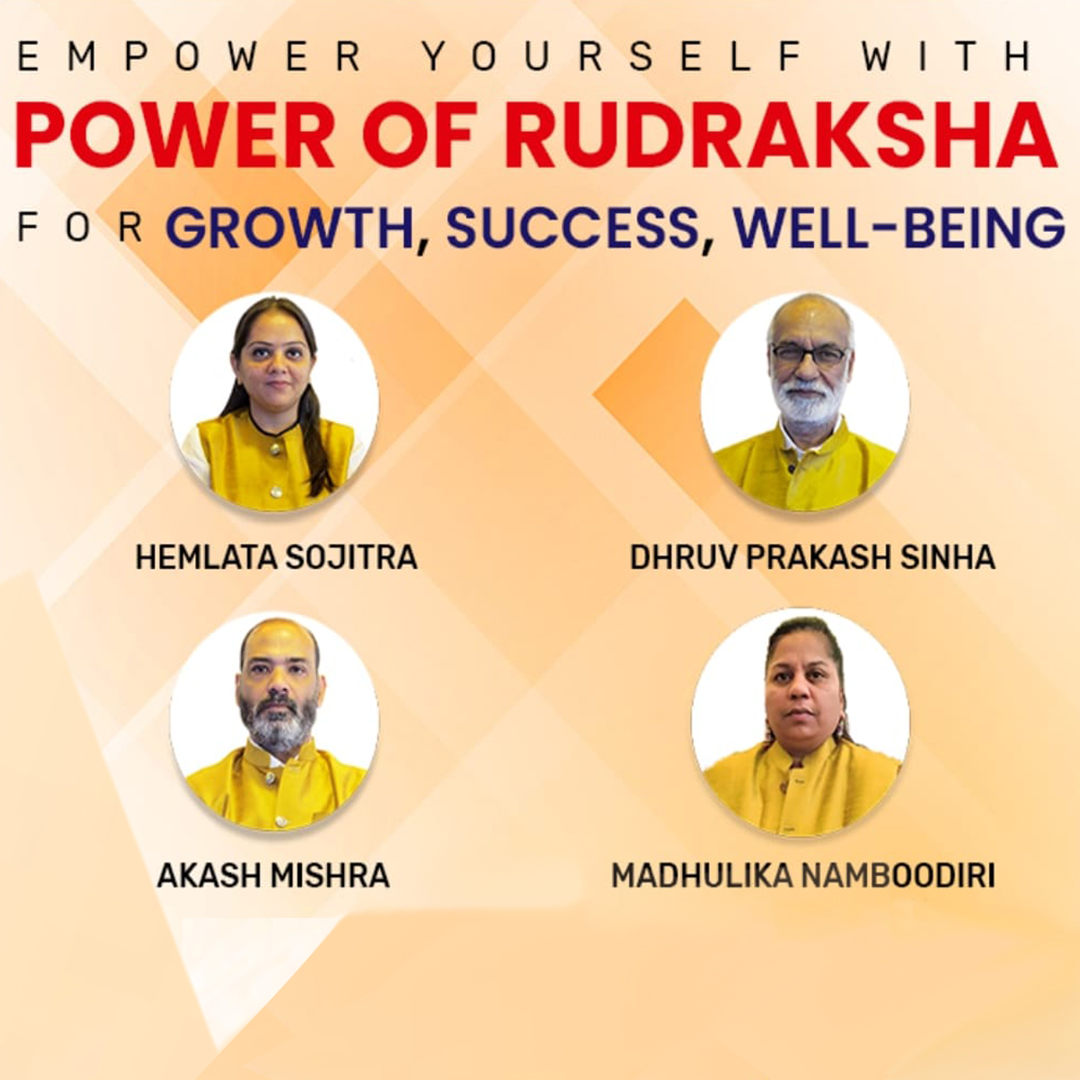 EMPOWER YOURSELF WITH
POWER OF RUDRAKSHA
FOR GROWTH, SUCCESS, WELL-BEING
HEMLATA SOJITRA
DHRUV PRAKASH SINHA
AKASH MISHRA
MADHULIKA NAMBOODIRI